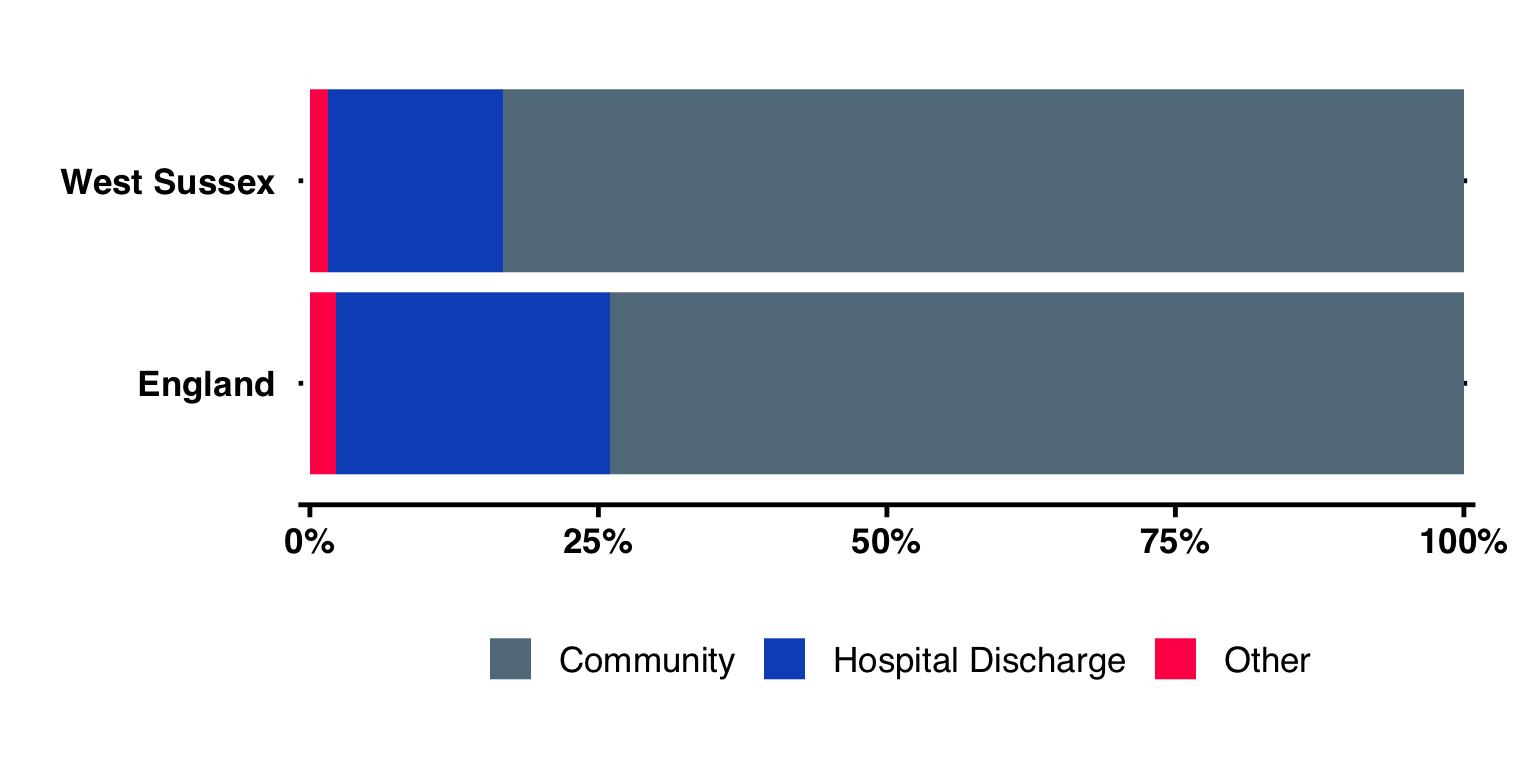 West Sussex
England
0% 25% 50% 75% 100%
Community Hospital Discharge Other